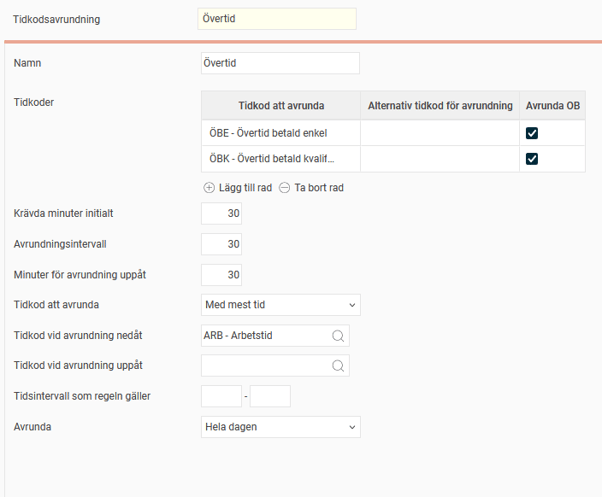 Tidkodsavrundning Övertid
Namn Övertid
Tidkoder Tidkod att avrunda Alternativ tidkod för avrundning Avrunda OB
ÖBE - Övertid betald enkel
ÖBK - Övertid betald kvalif...
Lägg till rad Ta bort rad
Krävda minuter initialt 30
Avrundningsintervall 30
Minuter för avrundning uppåt 30
Tidkod att avrunda Med mest tid
Tidkod vid avrundning nedåt ARB - Arbetstid
Tidkod vid avrundning uppåt
Tidsintervall som regeln gäller -
Avrunda Hela dagen